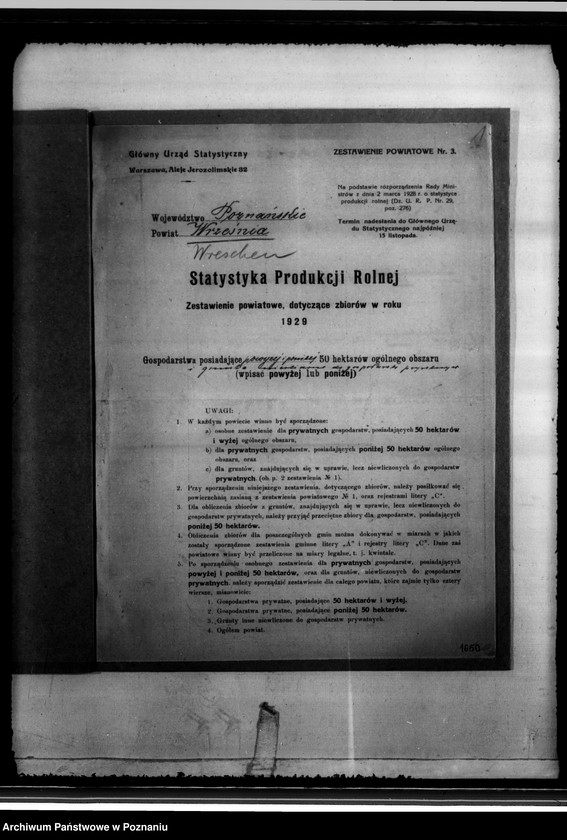 Główny Urząd Statystyczny
Warszawa, Aleje Jerozolimskie 32
ZESTAWIENIE POWIATOWE Nr. 3.
Na podstawie rozporządzenia Rady Mini-
strów z dnia 2 marca 1928 r. o statystyce
produkcji rolnej (Dz. U. R. P. Nr. 29,
poz. 276)
Termin nadesłania do Głównego Urzę-
du Statystycznego najpóźniej
15 listopada.
Województwo Poznańskie
Powiat Września
Wreschen
Statystyka Produkcji Rolnej
Zestawienie powiatowe, dotyczące zbiorów w roku
1929
Gospodarstwa posiadające powyżej i poniżej 50 hektarów ogólnego obszaru
(wpisać powyżej lub poniżej)
UWAGI:
1. W każdym powiecie winno być sporządzone:
a) osobne zestawienie dla prywatnych gospodarstw, posiadających 50 hektarów
i wyżej ogólnego obszaru,
b) dla prywatnych gospodarstw, posiadających poniżej 50 hektarów ogólnego
obszaru, oraz
c) dla gruntów, znajdujących się w uprawie, lecz niewliczonych do gospodarstw
prywatnych. (ob. p. 2 zestawienia № 1).
2. Przy sporządzeniu niniejszego zestawienia, dotyczącego zbiorów, należy posiłkować się
powierzchnią zasianą z zestawienia powiatowego № 1, oraz rejestrami litery „C".
3. Dla obliczenia zbiorów z gruntów, znajdujących się w uprawie, lecz niewliczonych do
gospodarstw prywatnych, należy przyjąć przeciętne zbiory dla gospodarstw, posiadających
poniżej 50 hektarów.
4. Obliczenia zbiorów dla poszczególnych gmin można dokonywać w miarach w jakich
zostały sporządzone zestawienia gminne litery „A" i rejestry litery „C". Dane zaś
powiatowe winny być przeliczone na miary legalne, t. j. kwintale.
5. Po sporządzeniu osobnego zestawienia dla prywatnych gospodarstw, posiadających
powyżej i poniżej 50 hektarów, oraz dla gruntów, niewliczonych do gospodarstw
prywatnych, należy sporządzić zestawienie dla całego powiatu, które zajmie tylko cztery
wiersze, mianowicie:
1. Gospodarstwa prywatne, posiadające 50 hektarów i wyżej.
2. Gospodarstwa prywatne, posiadające poniżej 50 hektarów.
3. Grunty inne niewliczone do gospodarstw prywatnych.
4. Ogółem powiat.
1650
Archiwum Państwowe w Poznaniu